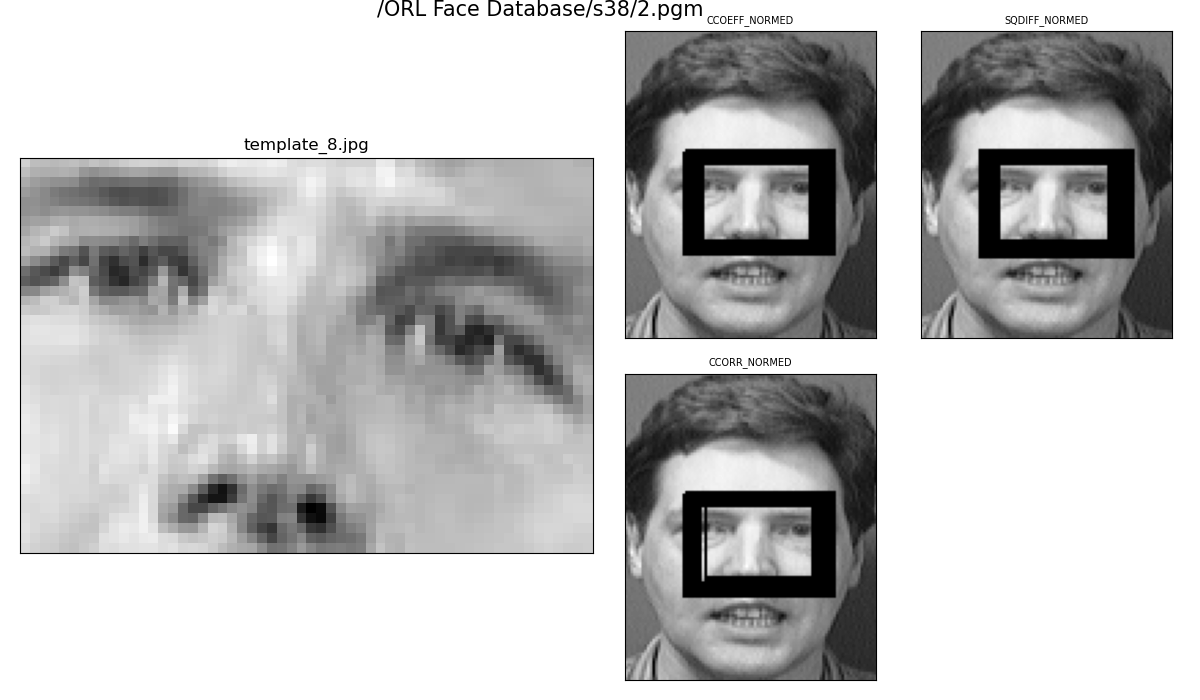 /ORL Face Database/s38/2.pgm
CCOEFF_NORMED
SQDIFF_NORMED
template_8.jpg
CCORR_NORMED